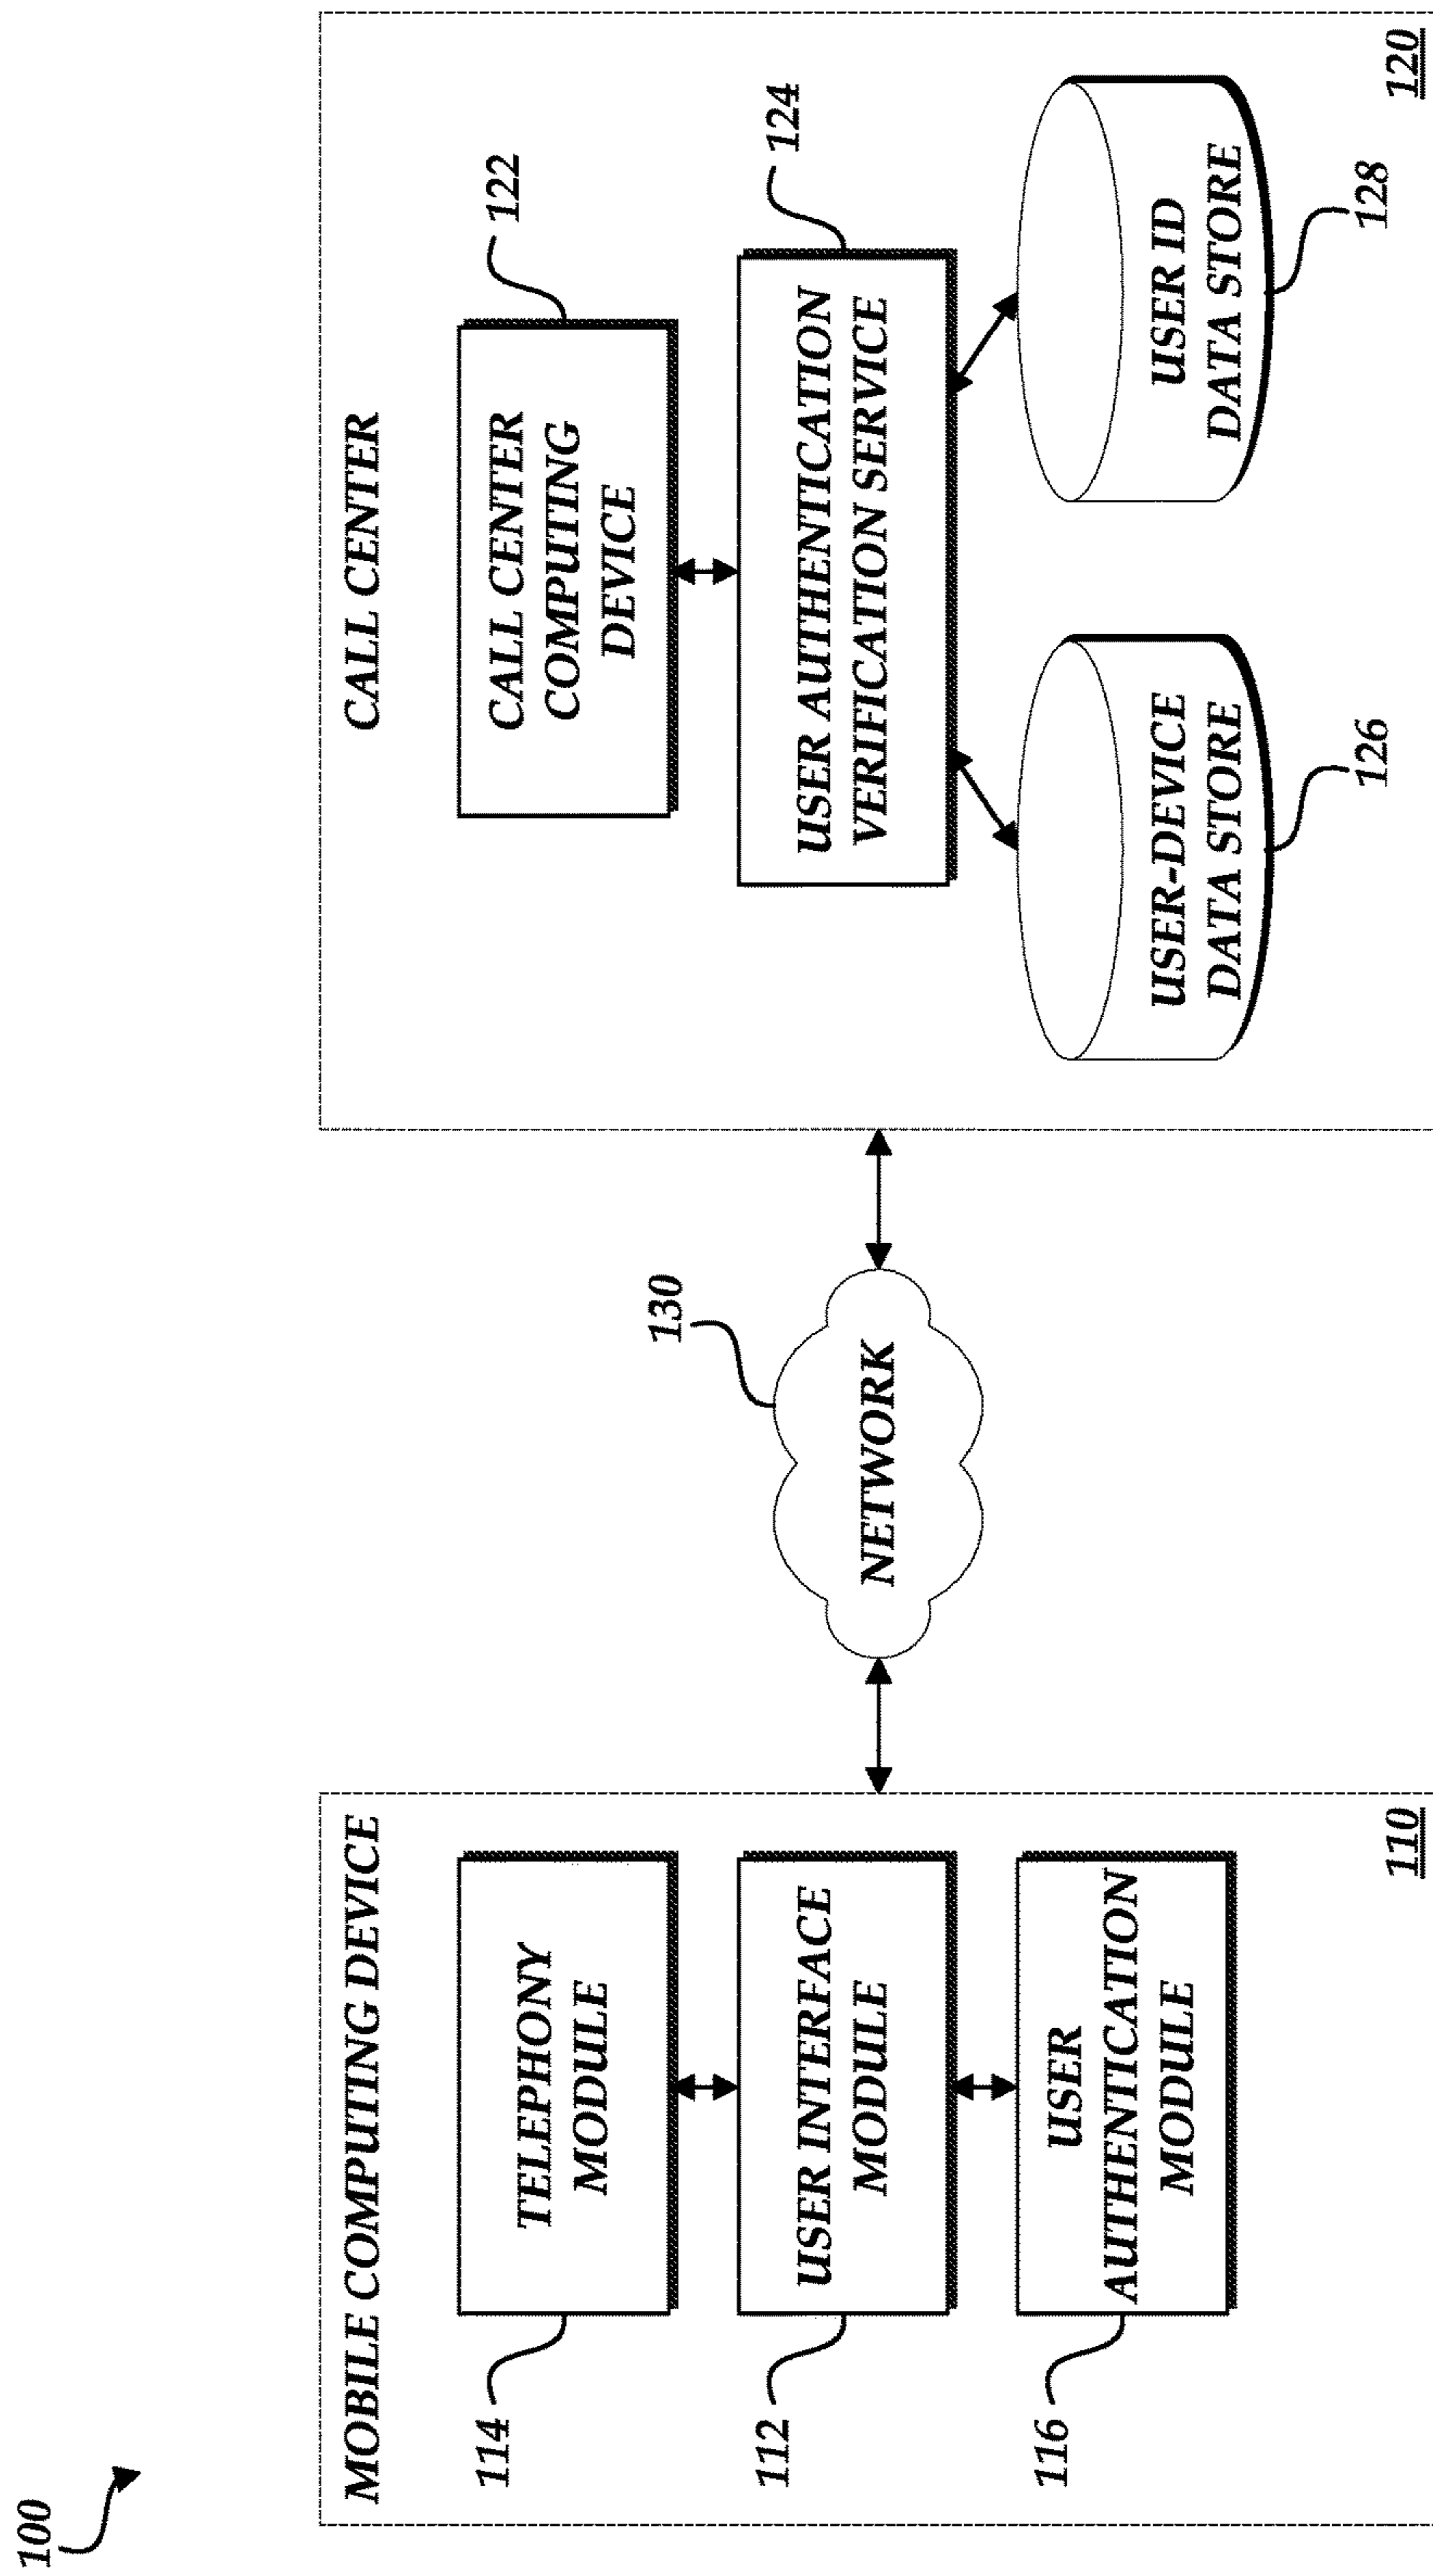 100
MOBILE COMPUTING DEVICE
114
TELEPHONY
MODULE
112
USER INTERFACE
MODULE
116
USER
AUTHENTICATION
MODULE
110
130
NETWORK
CALL CENTER
122
CALL CENTER
COMPUTING
DEVICE
124
USER AUTHENTICATION
VERIFICATION SERVICE
USER-DEVICE
DATA STORE
126
USER ID
DATA STORE
128
120